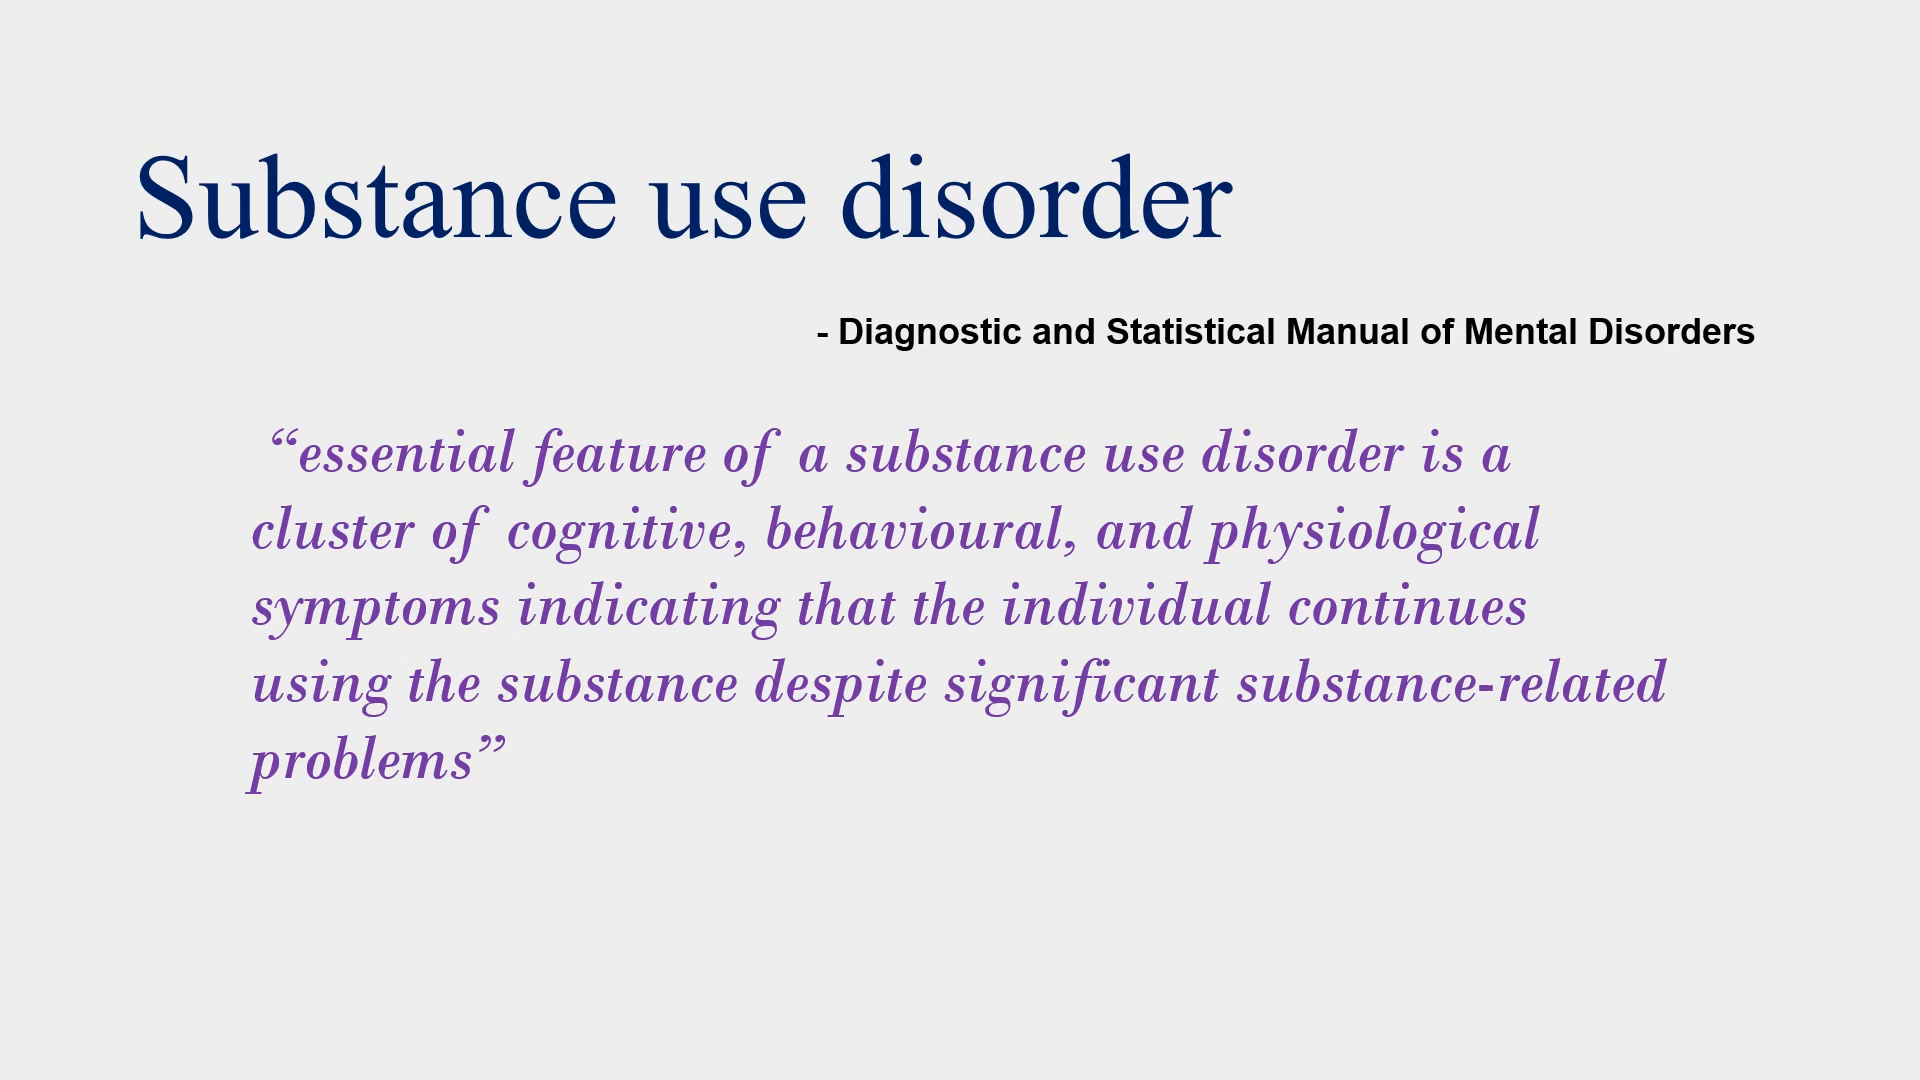 Substance use disorder
- Diagnostic and Statistical Manual of Mental Disorders
“essential feature of a substance use disorder is a
cluster of cognitive, behavioural, and physiological
symptoms indicating that the individual continues
using the substance despite significant substance-related
problems”